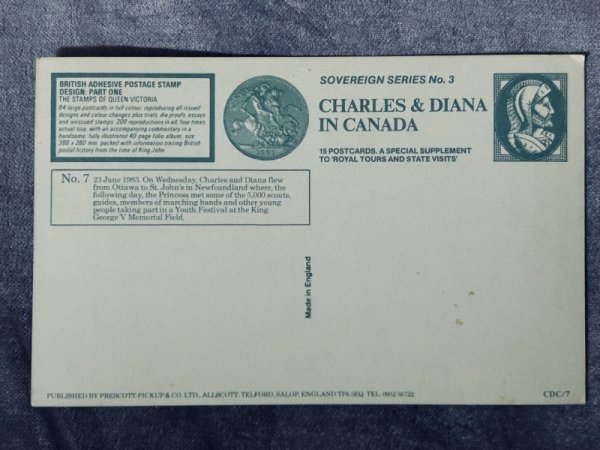 BRITISH ADHESIVE POSTAGE STAMP
DESIGN: PART ONE
THE STAMPS OF QUEEN VICTORIA
64 large postcards in full colour, reproducing all issued
designs and colour changes plus trials, die proofs, essays
and unissued stamps. 200 reproductions in all, four times
actual size, with an accompanying commentary in a
handsome, fully illustrated 40 page folio album, size
380 x 280 mm, packed with information tracing British
postal history from the time of King John.
SOVEREIGN SERIES No. 3
CHARLES & DIANA
IN CANADA
15 POSTCARDS. A SPECIAL SUPPLEMENT
TO 'ROYAL TOURS AND STATE VISITS'
No. 7 23 June 1983. On Wednesday, Charles and Diana flew
from Ottawa to St. John's in Newfoundland where, the
following day, the Princess met some of the 5,000 scouts,
guides, members of marching bands and other young
people taking part in a Youth Festival at the King
George V Memorial Field.
Made in England
PUBLISHED BY PRESCOTT-PICKUP & CO. LTD., ALLSCOTT, TELFORD, SALOP, ENGLAND TF6 5EQ TEL. 0952 55722
CDC/7